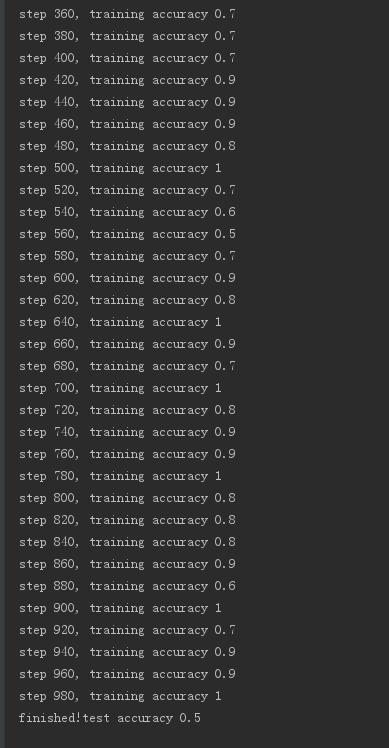 step 360, training accuracy 0.7
step 380, training accuracy 0.7
step 400, training accuracy 0.7
step 420, training accuracy 0.9
step 440, training accuracy 0.9
step 460, training accuracy 0.9
step 480, training accuracy 0.8
step 500, training accuracy 1
step 520, training accuracy 0.7
step 540, training accuracy 0.6
step 560, training accuracy 0.5
step 580, training accuracy 0.7
step 600, training accuracy 0.9
step 620, training accuracy 0.8
step 640, training accuracy 1
step 660, training accuracy 0.9
step 680, training accuracy 0.7
step 700, training accuracy 1
step 720, training accuracy 0.8
step 740, training accuracy 0.9
step 760, training accuracy 0.9
step 780, training accuracy 1
step 800, training accuracy 0.8
step 820, training accuracy 0.8
step 840, training accuracy 0.8
step 860, training accuracy 0.9
step 880, training accuracy 0.6
step 900, training accuracy 1
step 920, training accuracy 0.7
step 940, training accuracy 0.9
step 960, training accuracy 0.9
step 980, training accuracy 1
finished!test accuracy 0.5